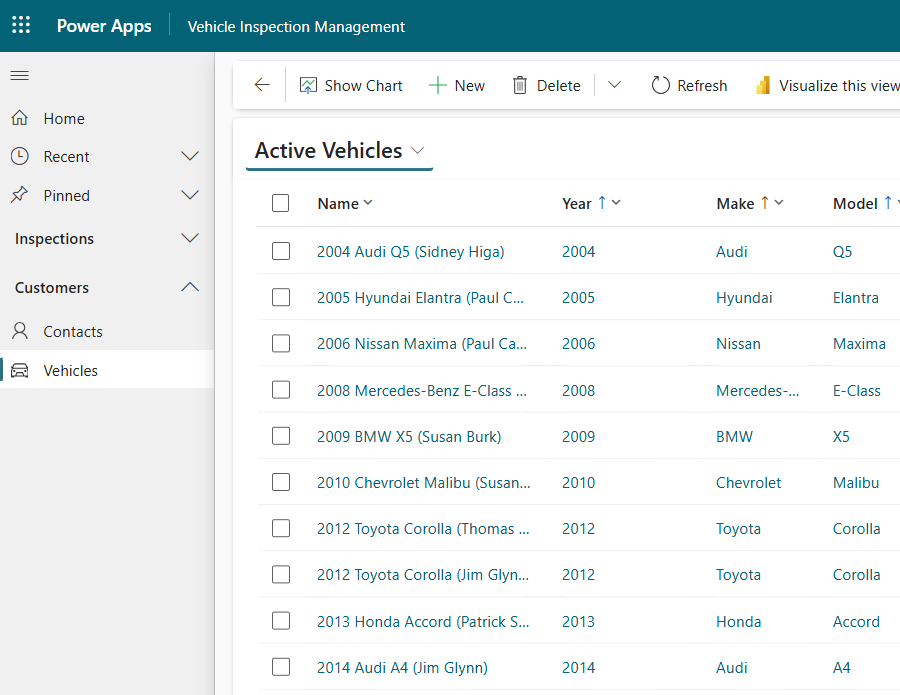 Power Apps Vehicle Inspection Management
Show Chart New Delete Refresh Visualize this view
Home
Recent
Pinned
Inspections
Customers
Contacts
Vehicles
Active Vehicles
Name Year Make Model
2004 Audi Q5 (Sidney Higa) 2004 Audi Q5
2005 Hyundai Elantra (Paul C... 2005 Hyundai Elantra
2006 Nissan Maxima (Paul Ca... 2006 Nissan Maxima
2008 Mercedes-Benz E-Class ... 2008 Mercedes-... E-Class
2009 BMW X5 (Susan Burk) 2009 BMW X5
2010 Chevrolet Malibu (Susan... 2010 Chevrolet Malibu
2012 Toyota Corolla (Thomas ... 2012 Toyota Corolla
2012 Toyota Corolla (Jim Glyn... 2012 Toyota Corolla
2013 Honda Accord (Patrick S... 2013 Honda Accord
2014 Audi A4 (Jim Glynn) 2014 Audi A4